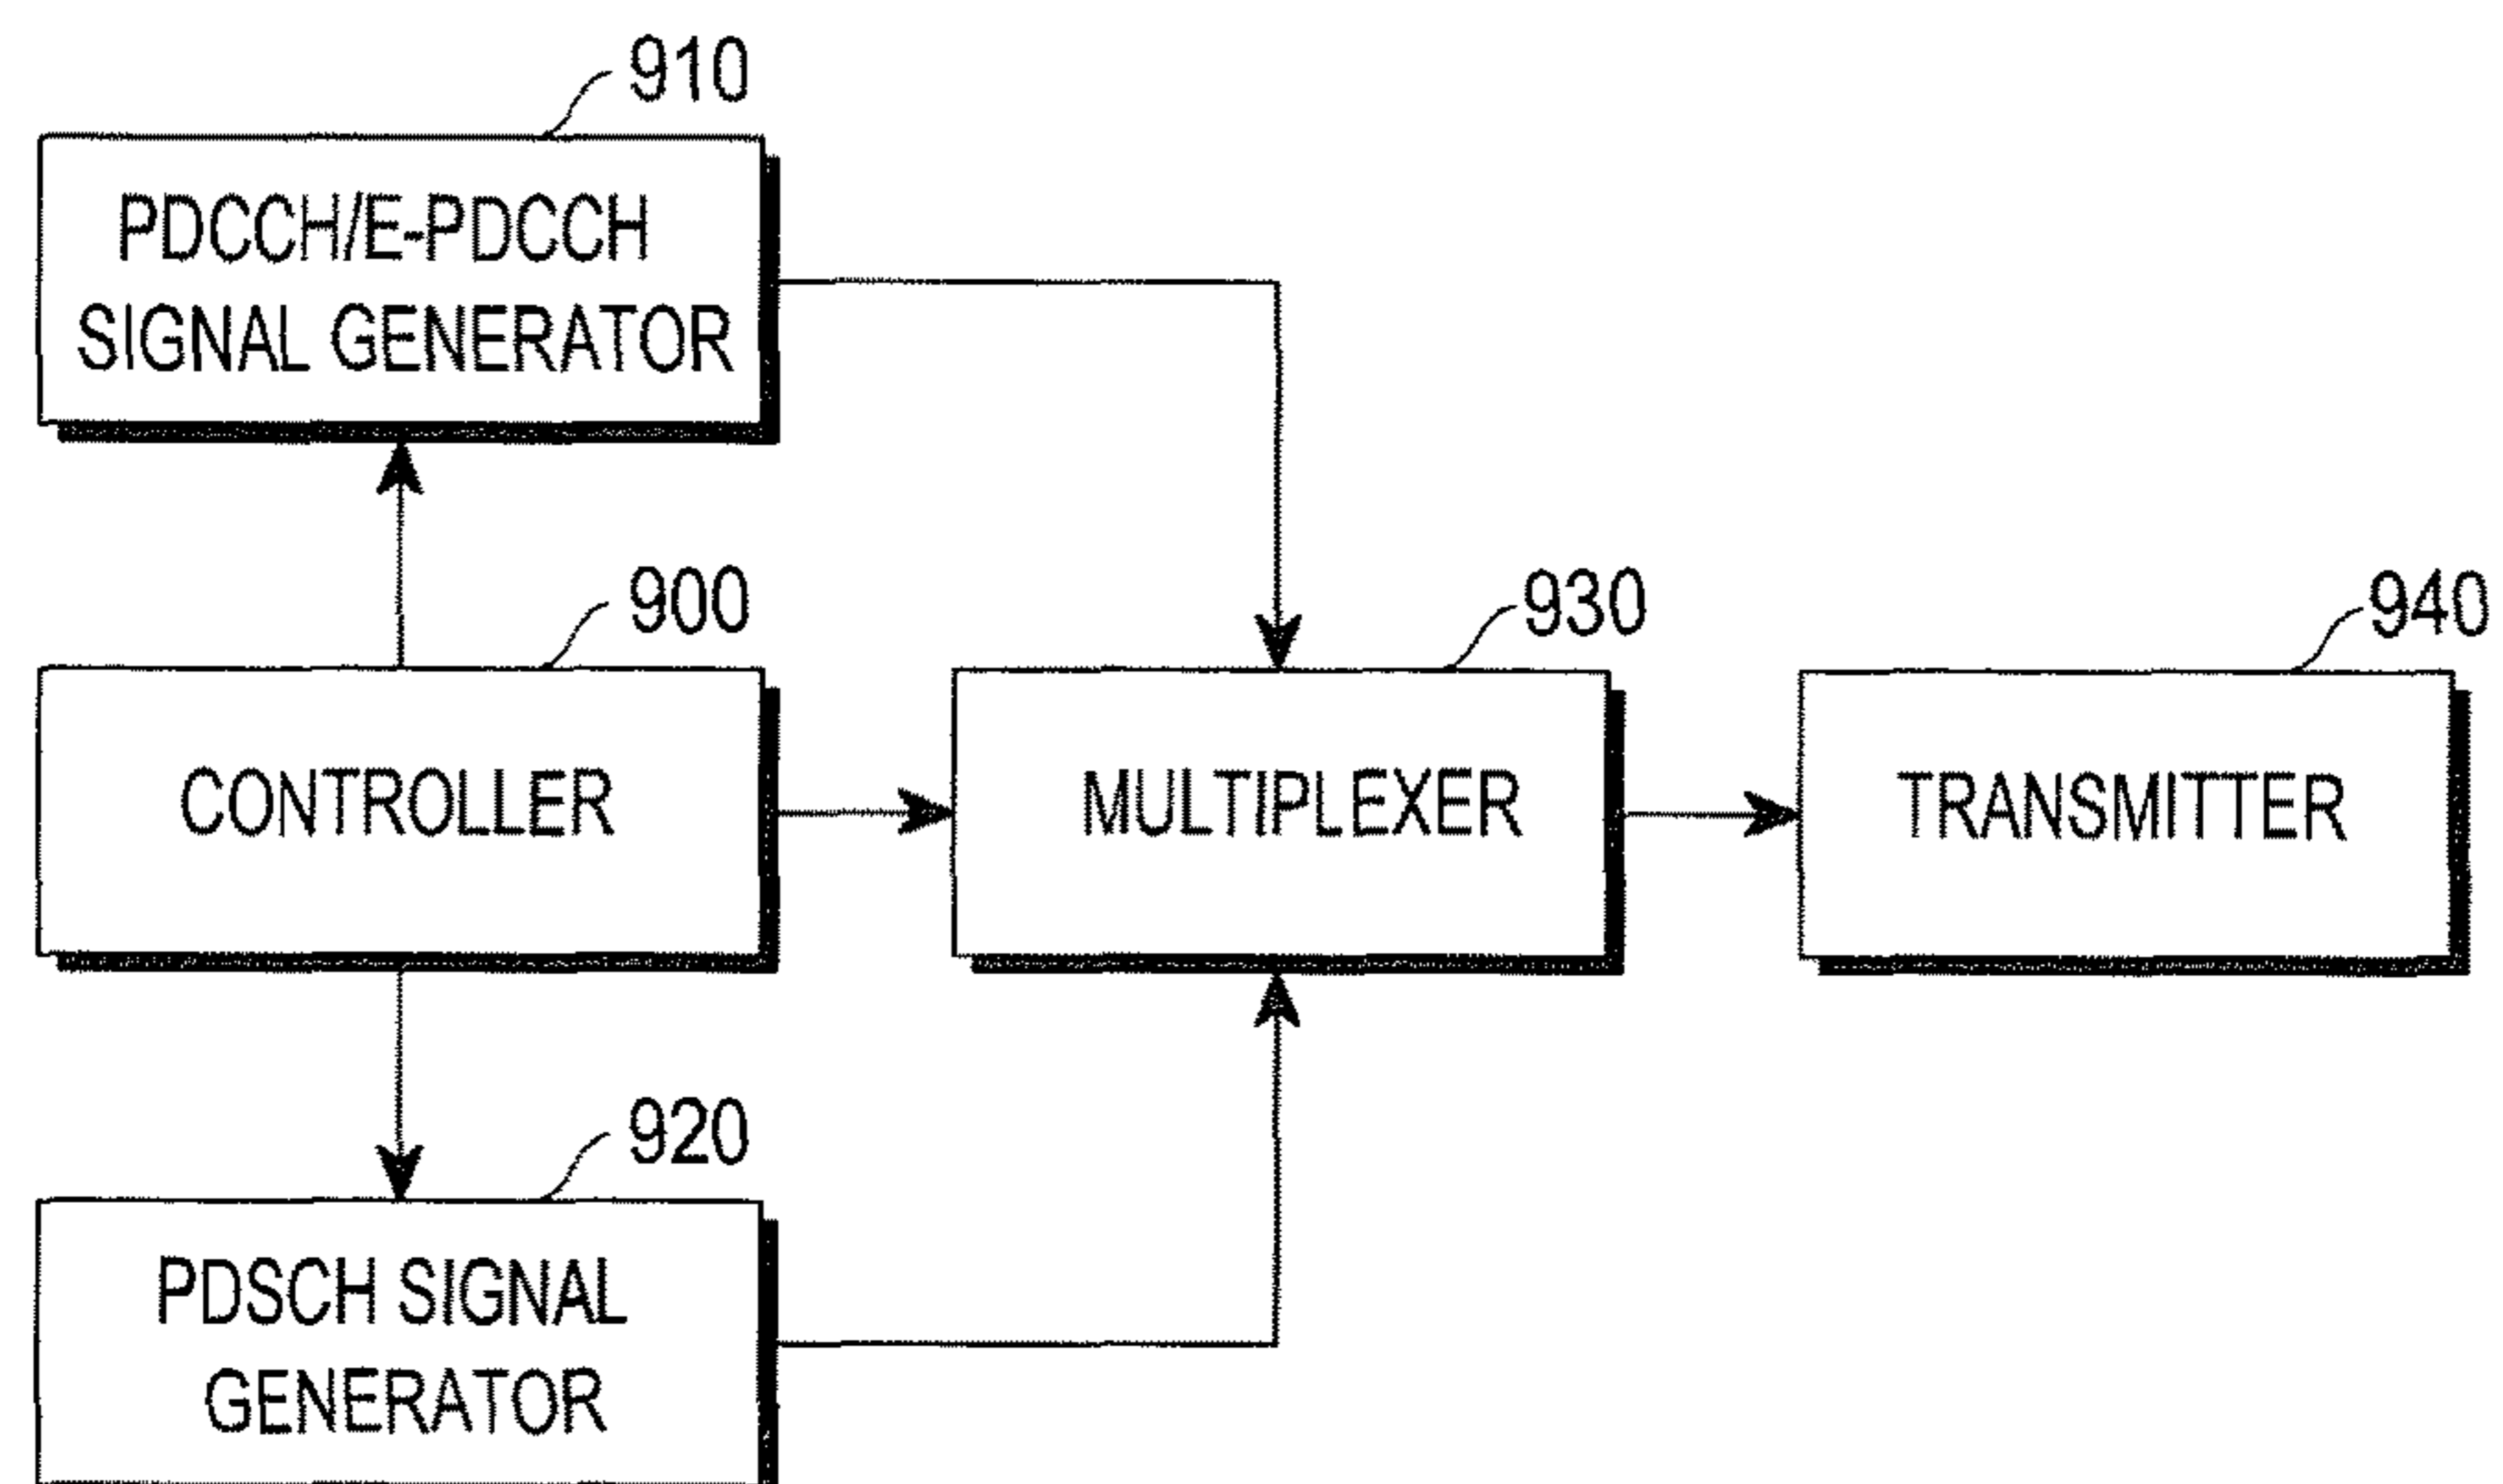 910
PDCCH/E-PDCCH
SIGNAL GENERATOR
900
930
940
CONTROLLER
MULTIPLEXER
TRANSMITTER
920
PDSCH SIGNAL
GENERATOR